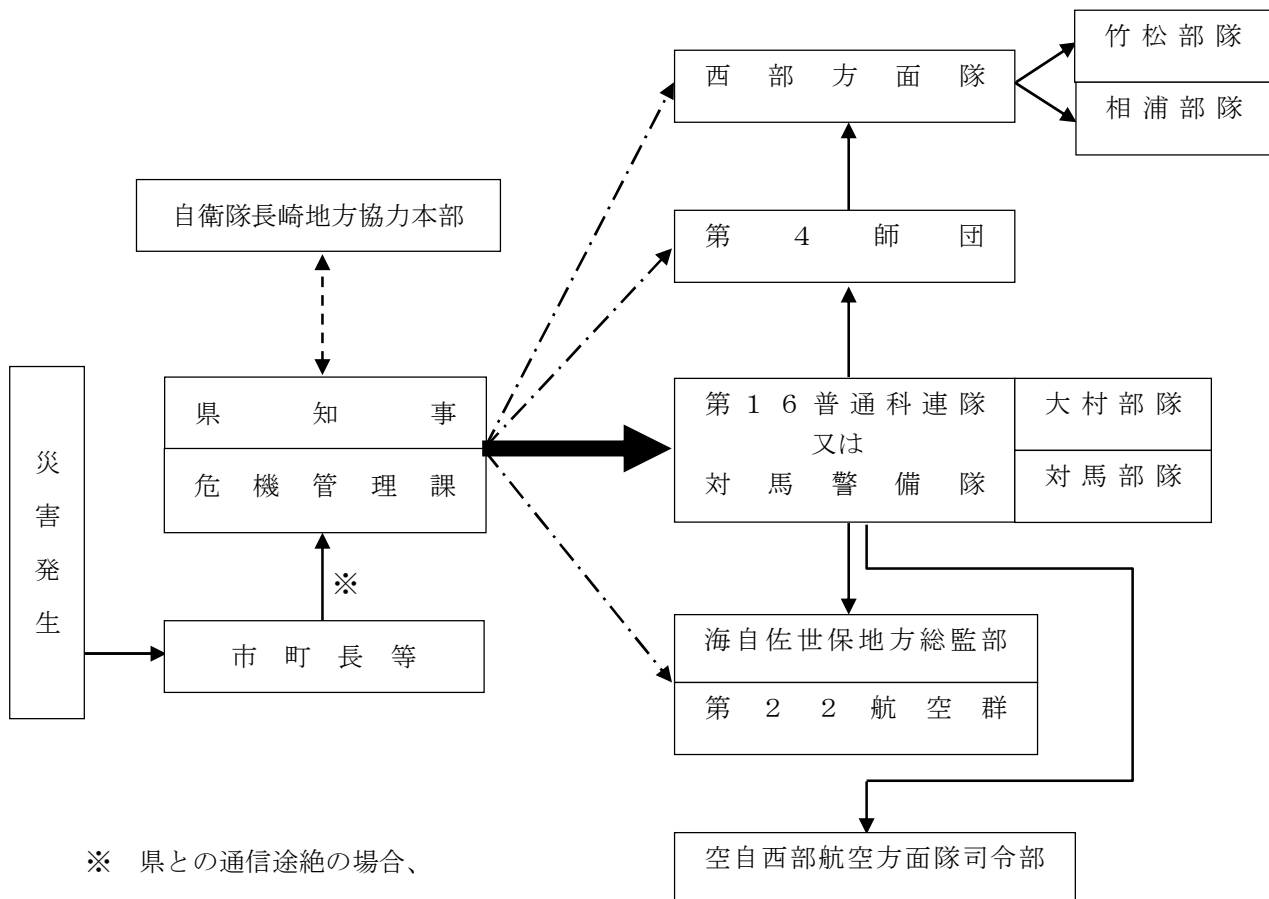 竹松部隊
西部方面隊
相浦部隊
自衛隊長崎地方協力本部
第４師団
県知事
危機管理課
第１６普通科連隊
又は
対馬警備隊
大村部隊
対馬部隊
災害発生
※
市町長等
海自佐世保地方総監部
第２２航空群
空自西部航空方面隊司令部
※　県との通信途絶の場合、